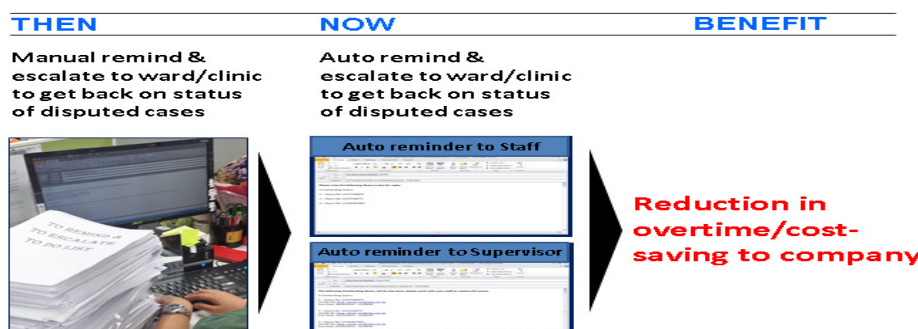 THEN
NOW
BENEFIT
Manual remind &
escalate to ward/clinic
to get back on status
of disputed cases
Auto remind &
escalate to ward/clinic
to get back on status
of disputed cases
TO REMIND &
TO ESCALATE
TO DO LIST
Auto reminder to Staff
Auto reminder to Supervisor
Reduction in
overtime/cost-
saving to company